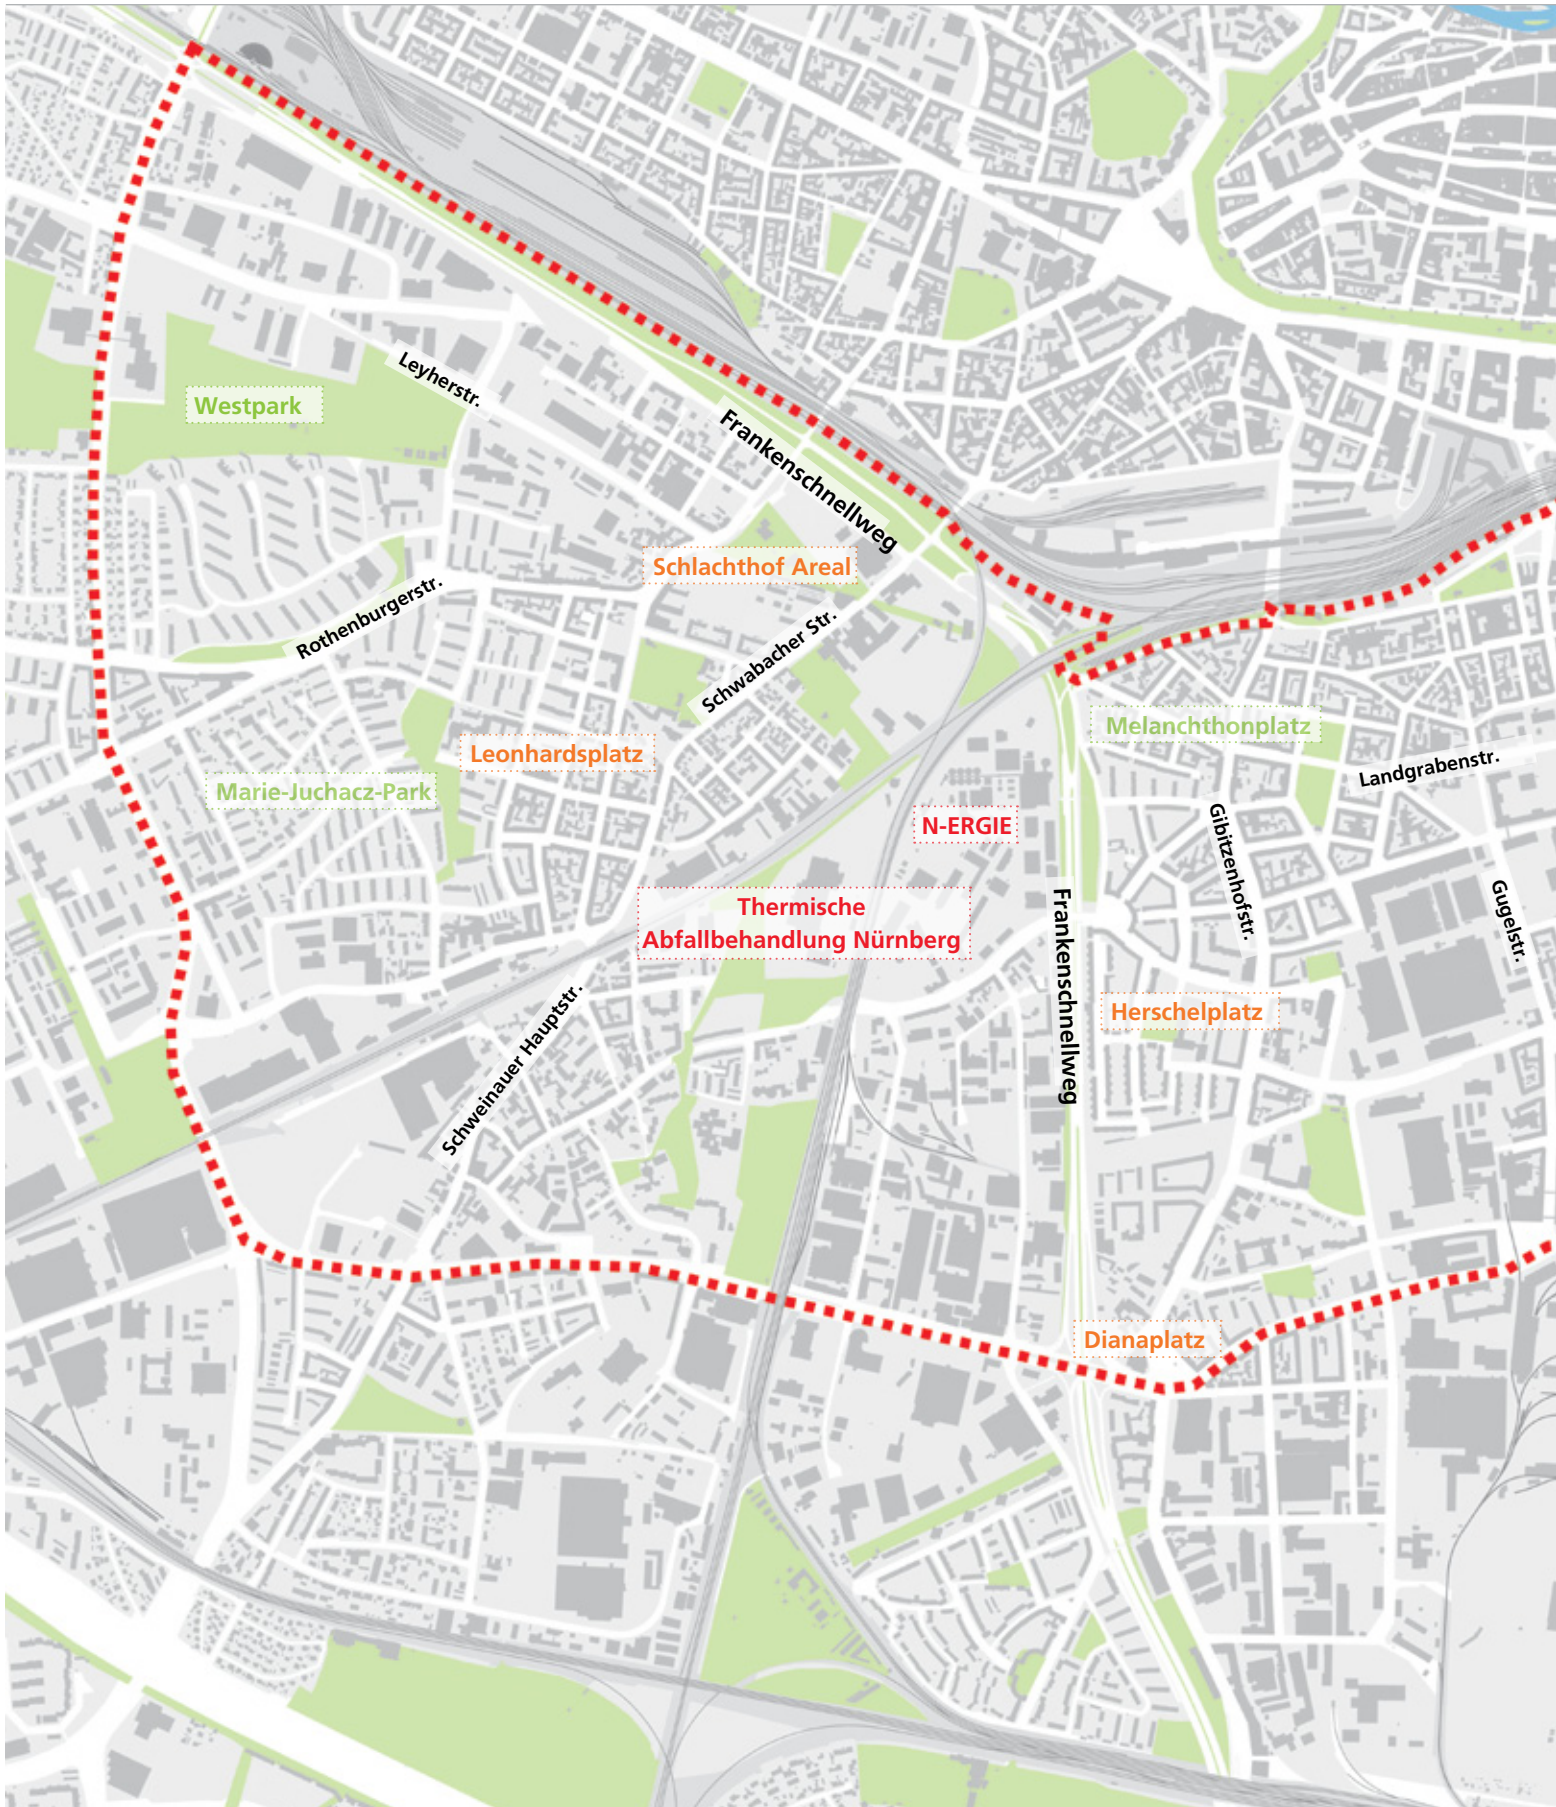 Leyherstr.
Westpark
Frankenschnellweg
Schlachthof Areal
Rothenburgerstr.
Schwabacher Str.
Melanchthonplatz
Leonhardsplatz
Landgrabenstr.
Marie-Juchacz-Park
N-ERGIE
Gibitzenhofstr.
Thermische
Abfallbehandlung Nürnberg
Frankenschnellweg
Gugelstr.
Herschelplatz
Schweinauer Hauptstr.
Dianaplatz